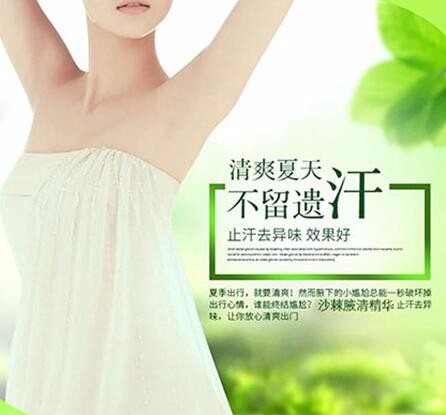 清爽夏天
不留遗汗
止汗去异味 效果好
夏季出行，就要清爽！然而腋下的小尴尬总能一秒破坏掉
出行心情，谁能终结尴尬？沙棘腋清精华 止汗去异
味，让你放心清爽出门